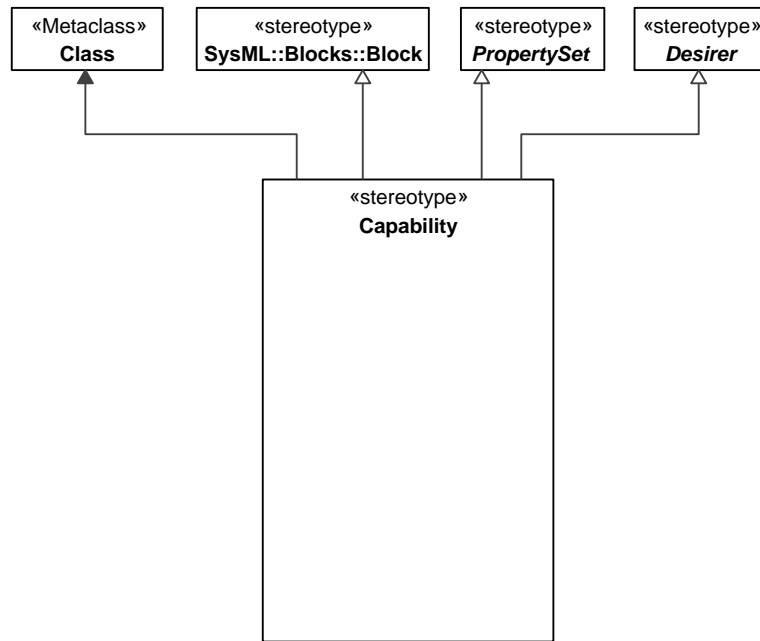 «Metaclass»
Class
«stereotype»
SysML::Blocks::Block
«stereotype»
PropertySet
«stereotype»
Desirer
«stereotype»
Capability